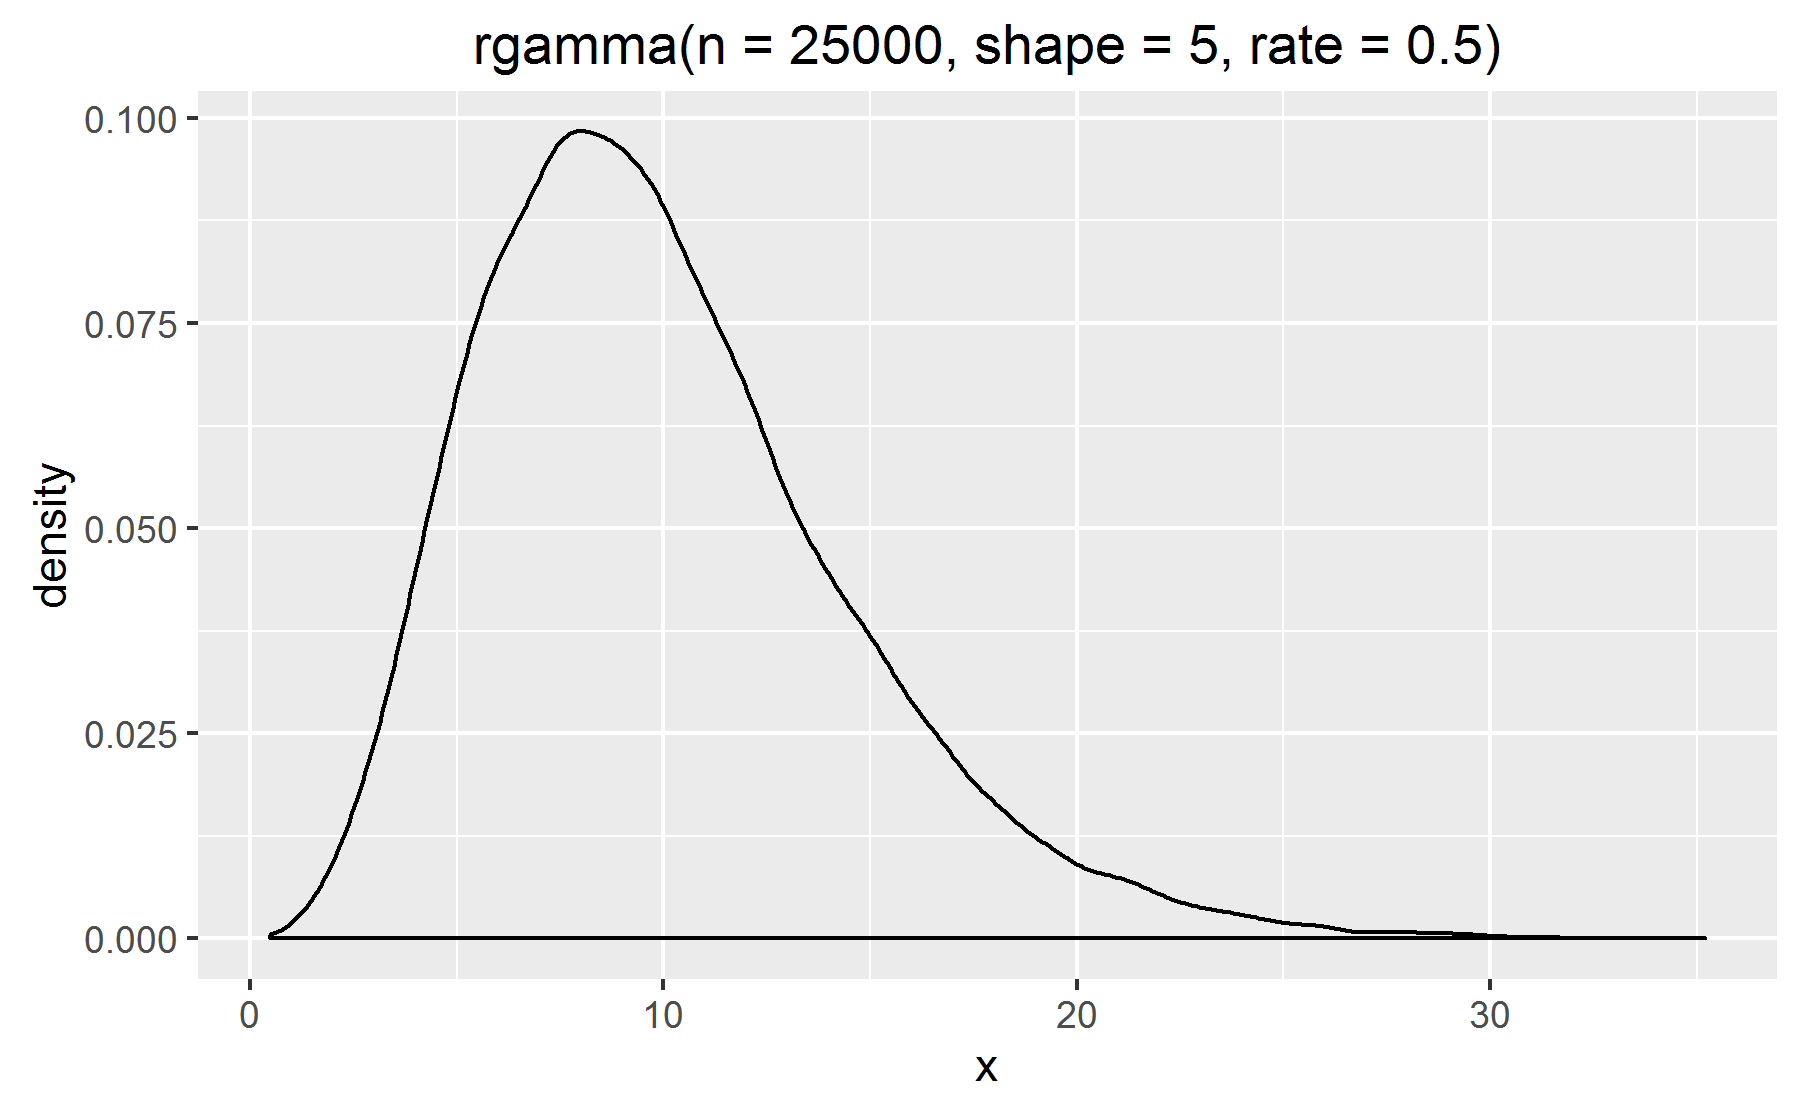 rgamma(n = 25000, shape = 5, rate = 0.5)
0.100
0.075
0.050
0.025
0.000
density
0 10 20 30
x